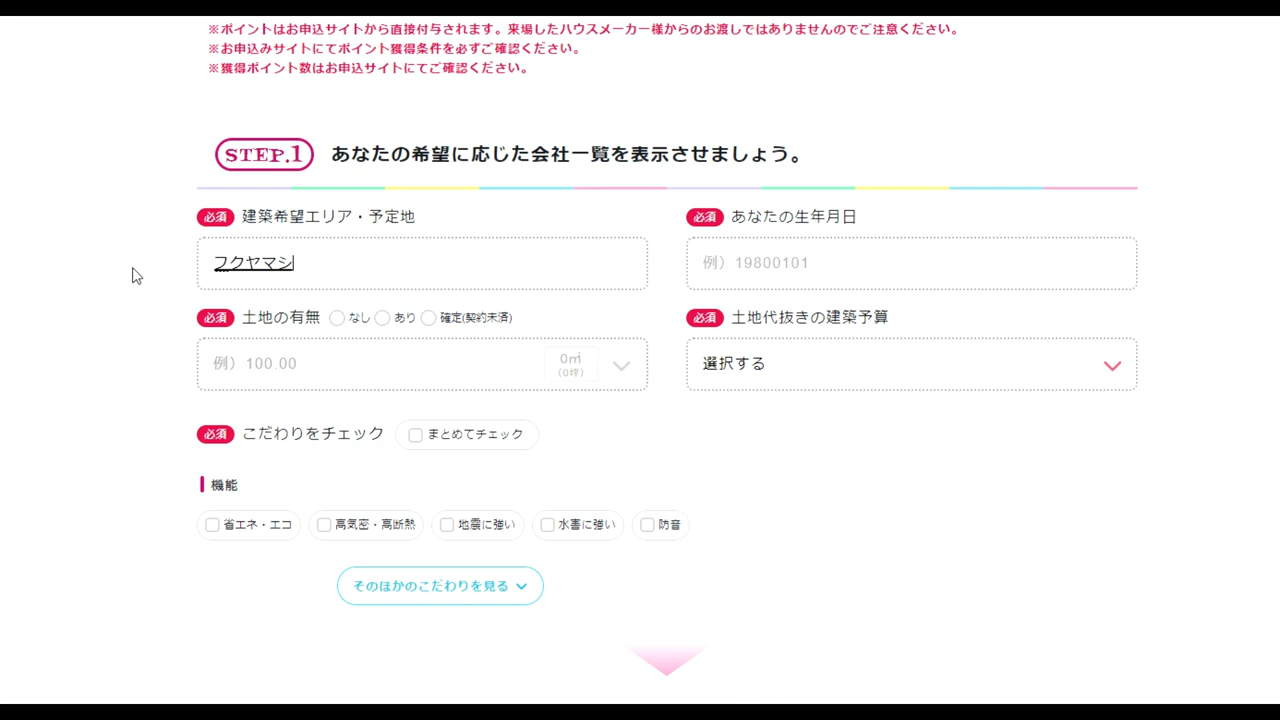 ※ポイントはお申込サイトから直接付与されます。来場したハウスメーカー様からのお渡しではありませんのでご注意ください。
※お申込みサイトにてポイント獲得条件を必ずご確認ください。
※獲得ポイント数はお申込サイトにてご確認ください。
STEP.1 あなたの希望に応じた会社一覧を表示させましょう。
必須 建築希望エリア・予定地
フクヤマシ
必須 あなたの生年月日
例）19800101
必須 土地の有無 なし あり 確定(契約未済)
例）100.00 0㎡
（0坪）
必須 土地代抜きの建築予算
選択する
必須 こだわりをチェック まとめてチェック
機能
省エネ・エコ 高気密・高断熱 地震に強い 水害に強い 防音
そのほかのこだわりを見る